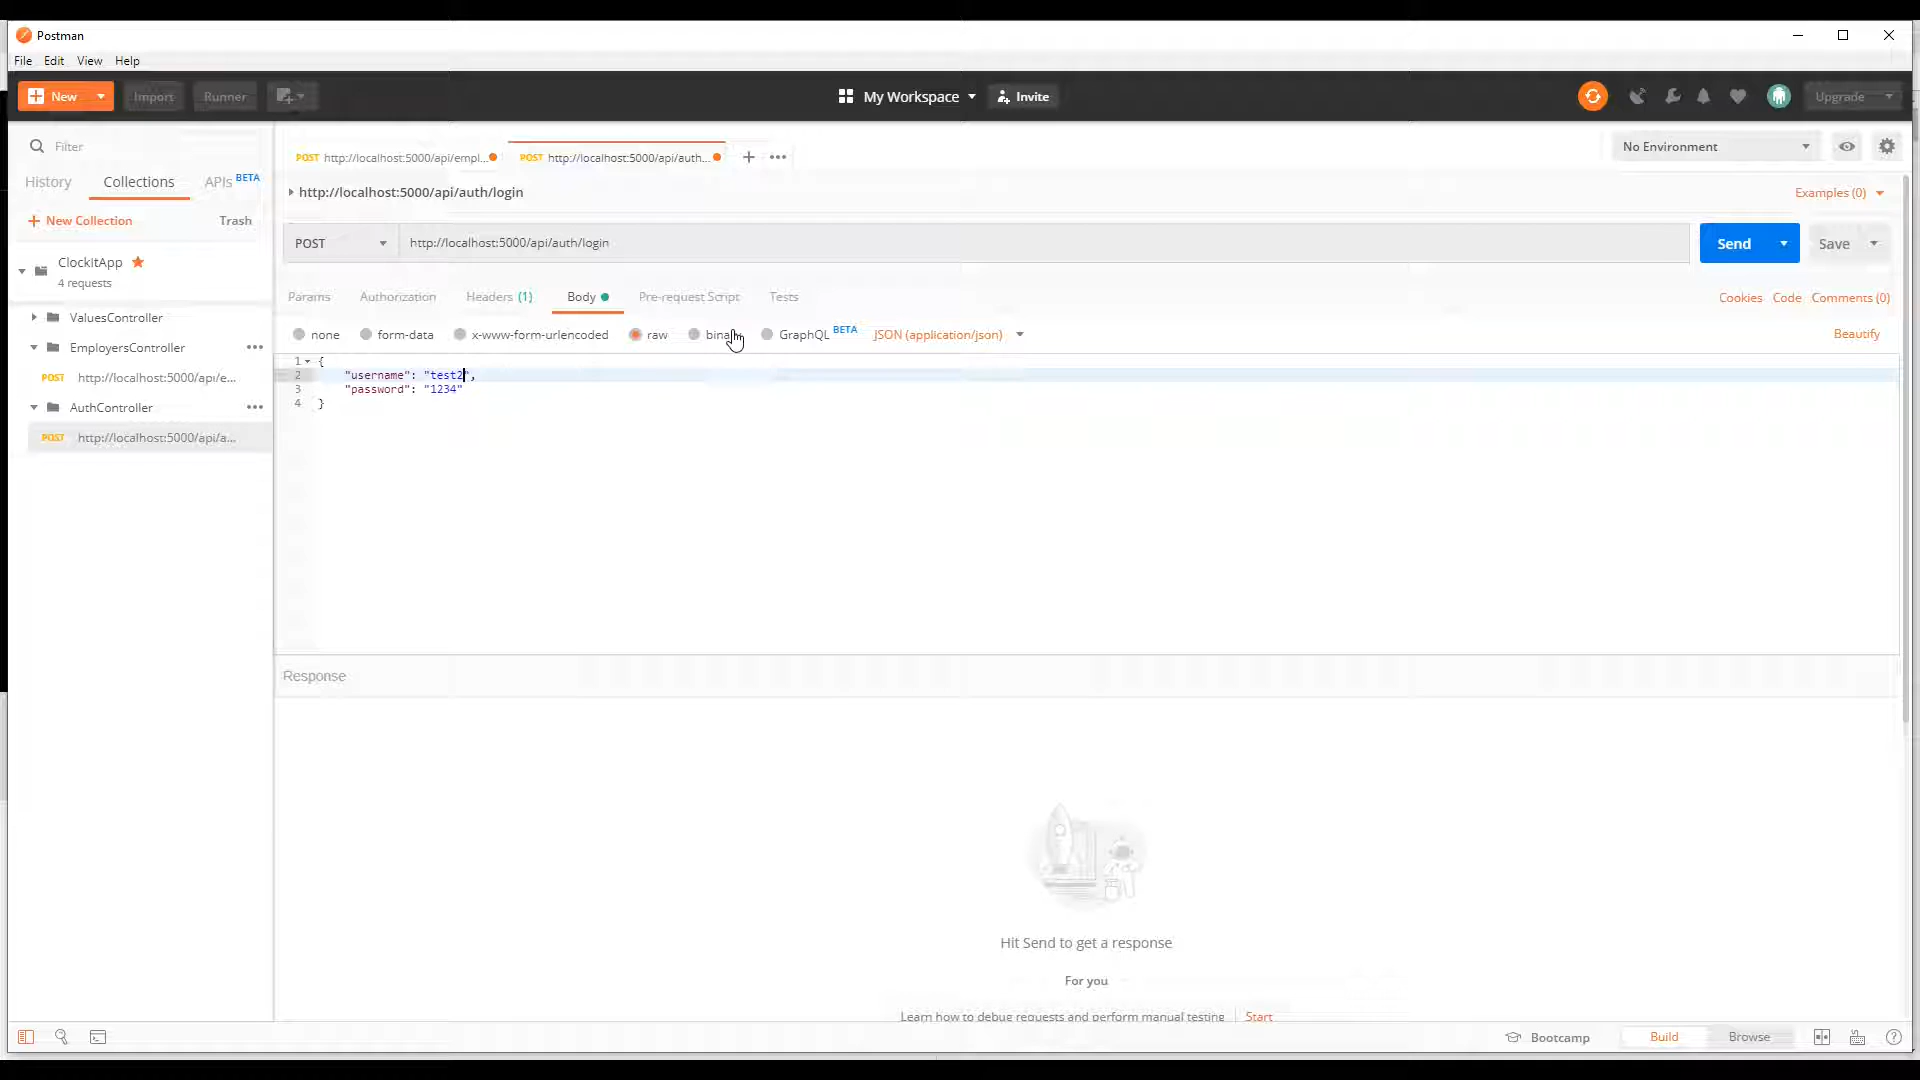 Postman
File Edit View Help
New Import Runner My Workspace Invite Upgrade
Filter
History Collections APIs BETA
New Collection Trash
ClockItApp
4 requests
ValuesController
EmployersController
POST http://localhost:5000/api/e...
AuthController
POST http://localhost:5000/api/a...
POST http://localhost:5000/api/empl... POST http://localhost:5000/api/auth... No Environment
http://localhost:5000/api/auth/login Examples (0)
POST http://localhost:5000/api/auth/login Send Save
Params Authorization Headers (1) Body Pre-request Script Tests Cookies Code Comments (0)
none form-data x-www-form-urlencoded raw GraphQL BETA JSON (application/json) Beautify
1 {
2 "username": "test2",
3 "password": "1234"
4 }
Response
Hit Send to get a response
For you
Learn how to debug requests and perform manual testing Start
Bootcamp Build Browse